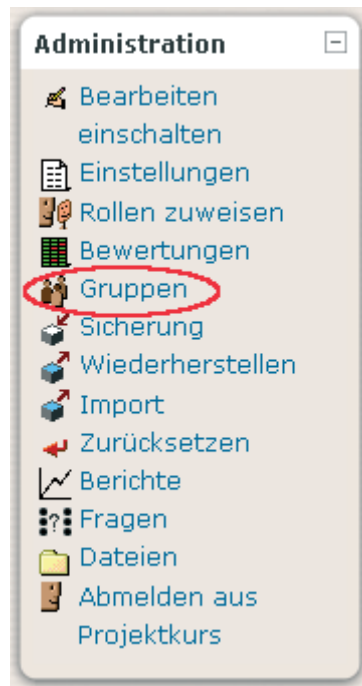 Administration
Bearbeiten
einschalten
Einstellungen
Rollen zuweisen
Bewertungen
Gruppen
Sicherung
Wiederherstellen
Import
Zurücksetzen
Berichte
Fragen
Dateien
Abmelden aus
Projektkurs